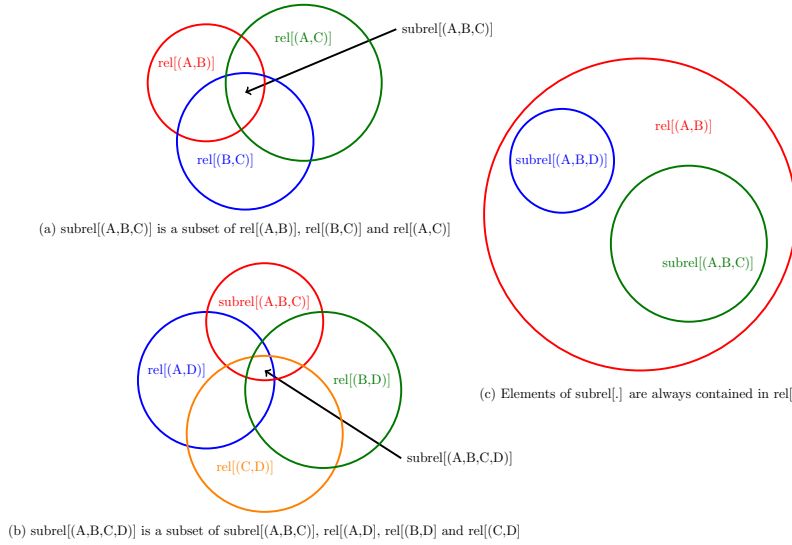 rel[(A,C)]
subrel[(A,B,C)]
rel[(A,B)]
rel[(B,C)]
(a) subrel[(A,B,C)] is a subset of rel[(A,B)], rel[(B,C)] and rel[(A,C)]
subrel[(A,B,C)]
rel[(A,D)]
rel[(B,D)]
rel[(C,D)]
subrel[(A,B,C,D)]
(b) subrel[(A,B,C,D)] is a subset of subrel[(A,B,C)], rel[(A,D], rel[(B,D] and rel[(C,D]
rel[(A,B)]
subrel[(A,B,D)]
subrel[(A,B,C)]
(c) Elements of subrel[.] are always contained in rel[